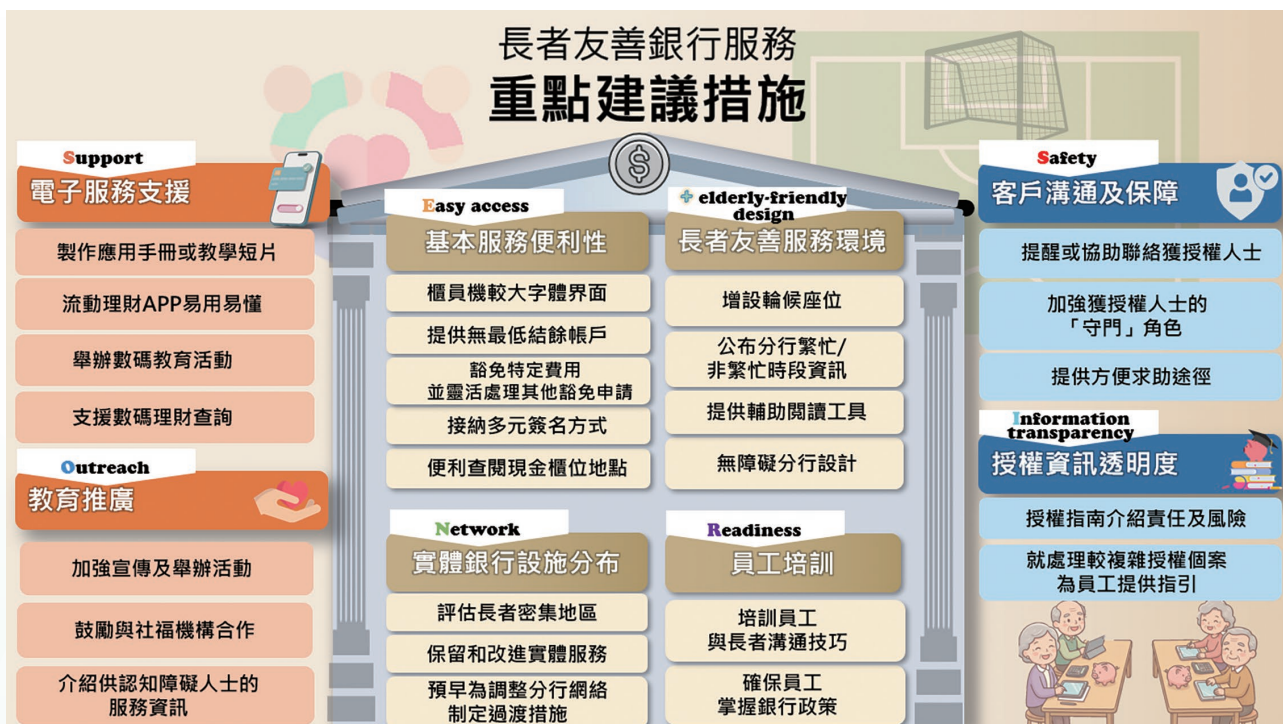 長者友善銀行服務
重點建議措施
Support
電子服務支援
製作應用手冊或教學短片
流動理財APP易用易懂
舉辦數碼教育活動
支援數碼理財查詢
Outreach
教育推廣
加強宣傳及舉辦活動
鼓勵與社福機構合作
介紹供認知障礙人士的
服務資訊
$
Easy access
基本服務便利性
櫃員機較大字體界面
提供無最低結餘帳戶
豁免特定費用
並靈活處理其他豁免申請
接納多元簽名方式
便利查閱現金櫃位地點
+ elderly-friendly
design
長者友善服務環境
增設輪候座位
公布分行繁忙/
非繁忙時段資訊
提供輔助閱讀工具
無障礙分行設計
Network
實體銀行設施分布
評估長者密集地區
保留和改進實體服務
預早為調整分行網絡
制定過渡措施
Readiness
員工培訓
培訓員工
與長者溝通技巧
確保員工
掌握銀行政策
Safety
客戶溝通及保障
提醒或協助聯絡獲授權人士
加強獲授權人士的
「守門」角色
提供方便求助途徑
Information
transparency
授權資訊透明度
授權指南介紹責任及風險
就處理較複雜授權個案
為員工提供指引